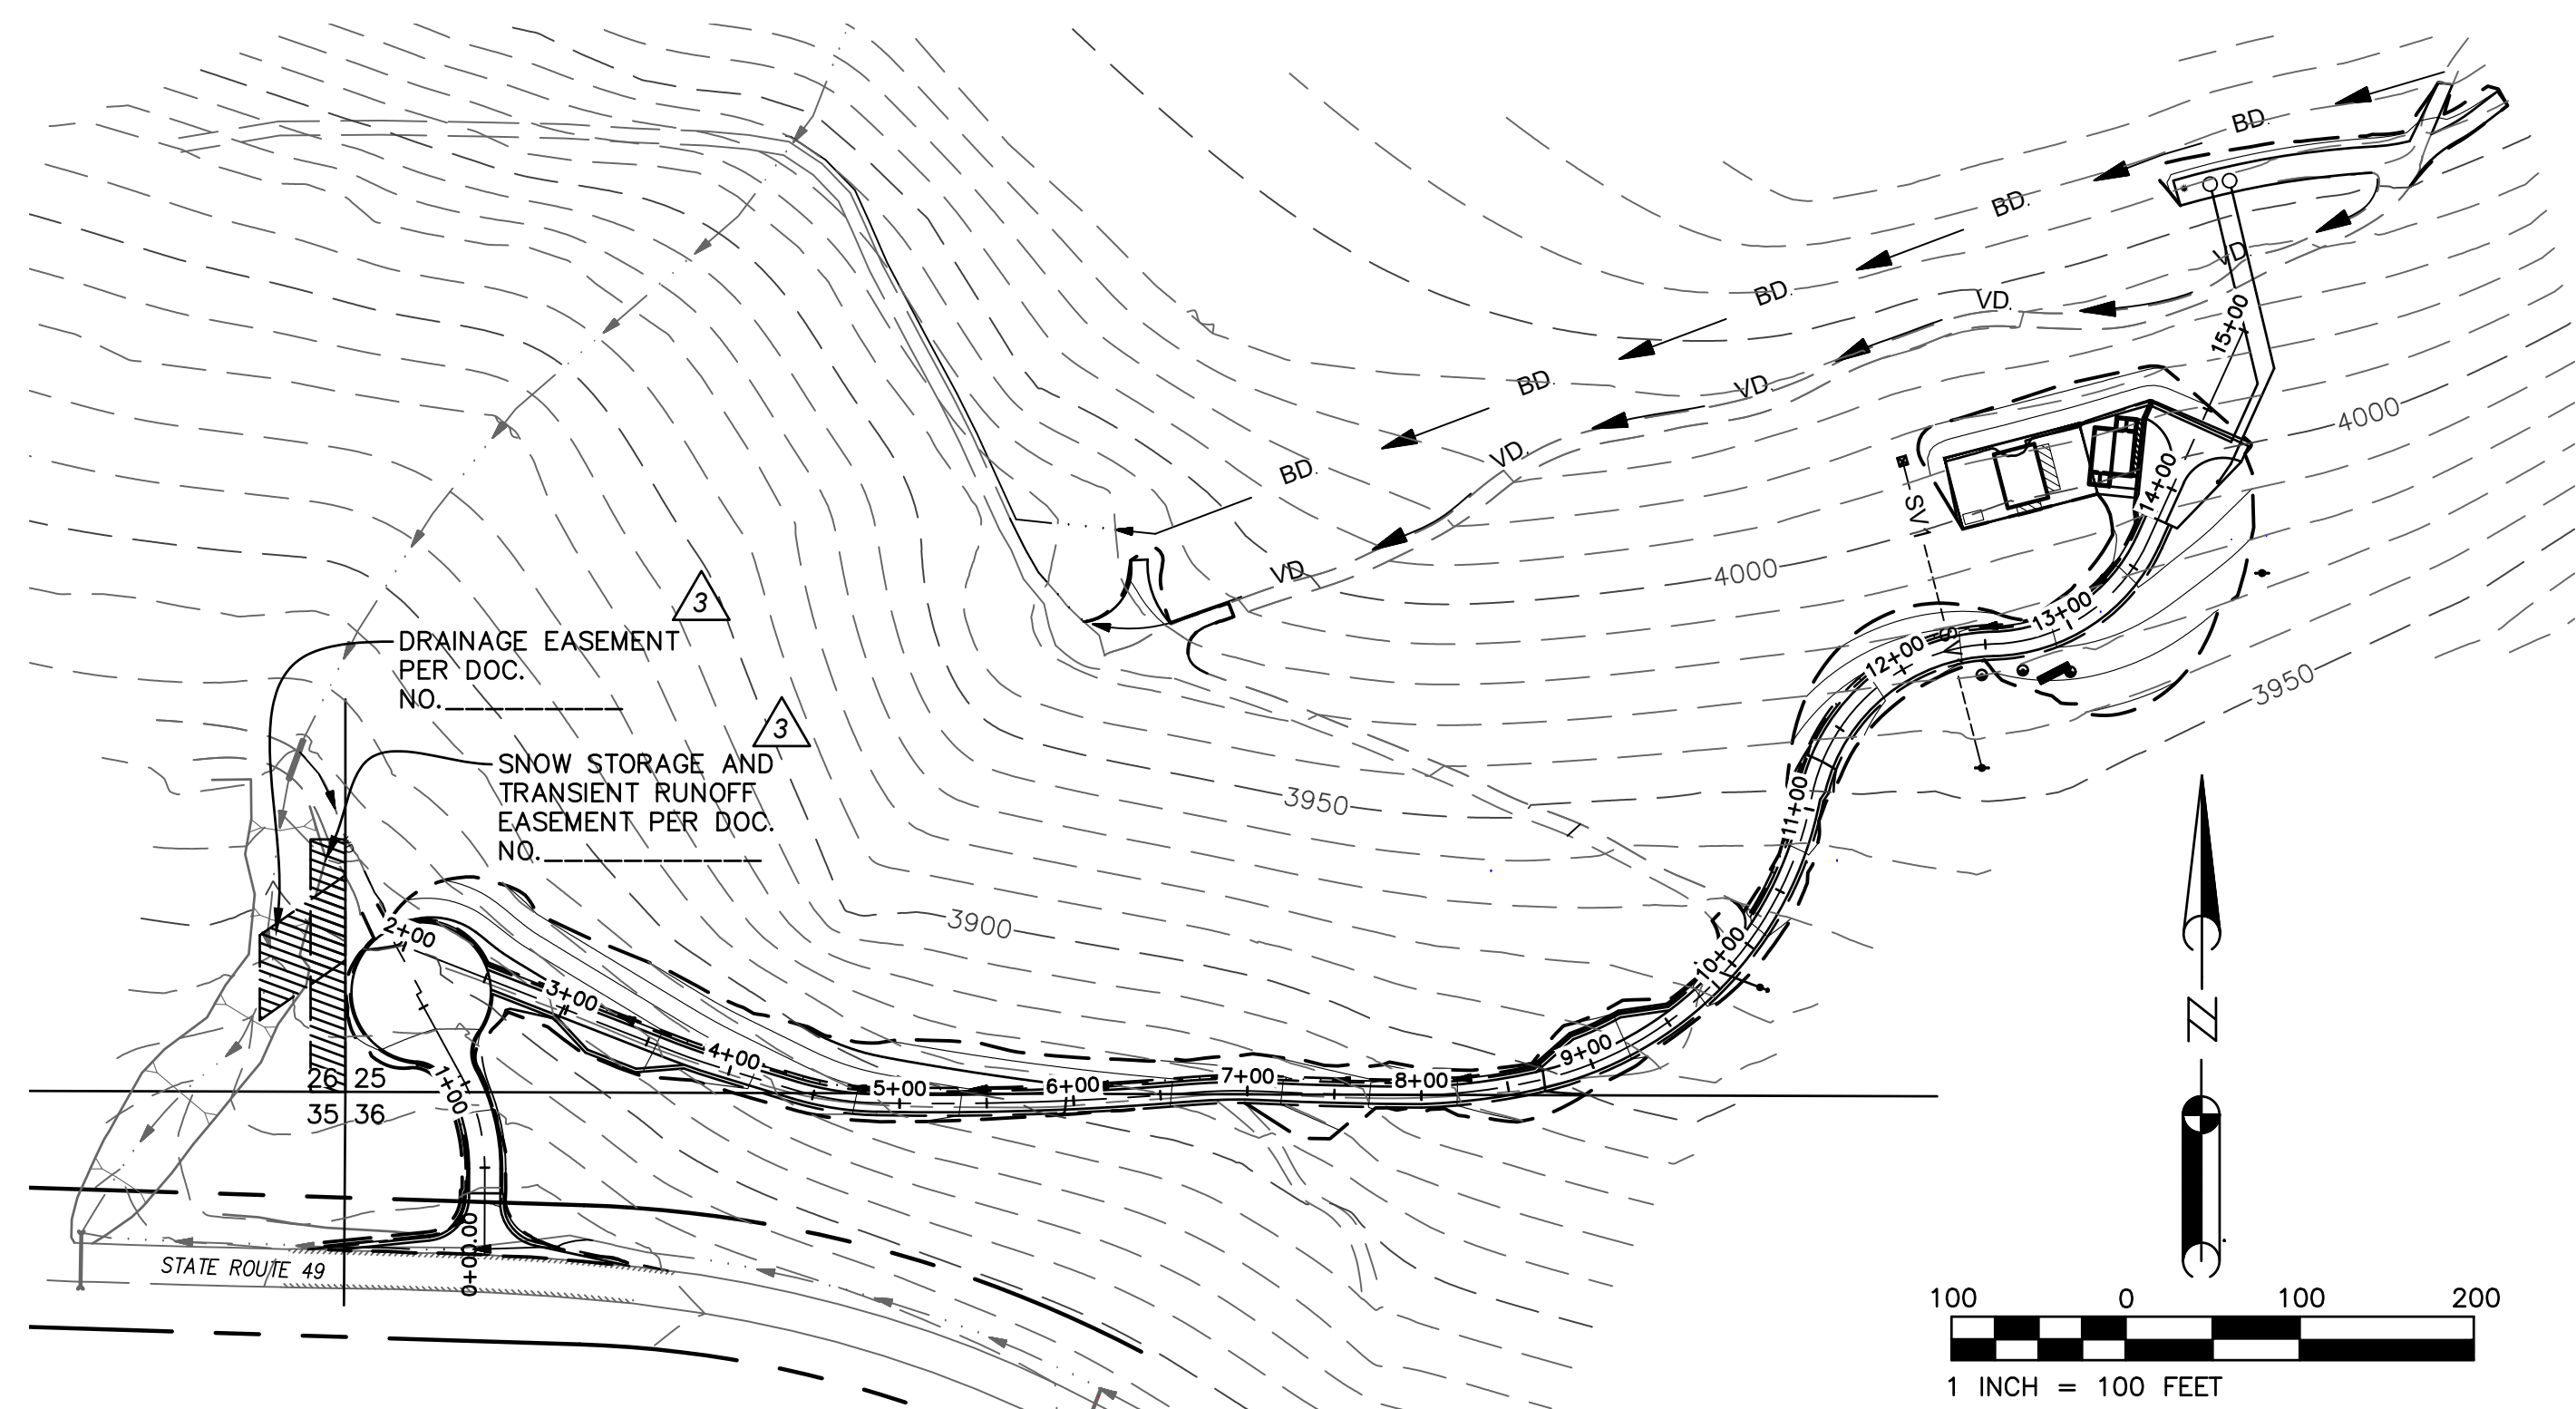 BD.
BD.
BD.
BD.
BD.
BD.
VD.
VD.
VD.
VD.
VD
15+00
4000
14+00
SV1
4000
13+00
S
12+00
3950
11+00
3950
3900
10+00
3
DRAINAGE EASEMENT
PER DOC.
NO.__________
3
SNOW STORAGE AND
TRANSIENT RUNOFF
EASEMENT PER DOC.
NO.____________
2+00
3+00
4+00
5+00
6+00
7+00
8+00
9+00
1+00
26 25
35 36
0+00.00
STATE ROUTE 49
N
100 0 100 200
1 INCH = 100 FEET